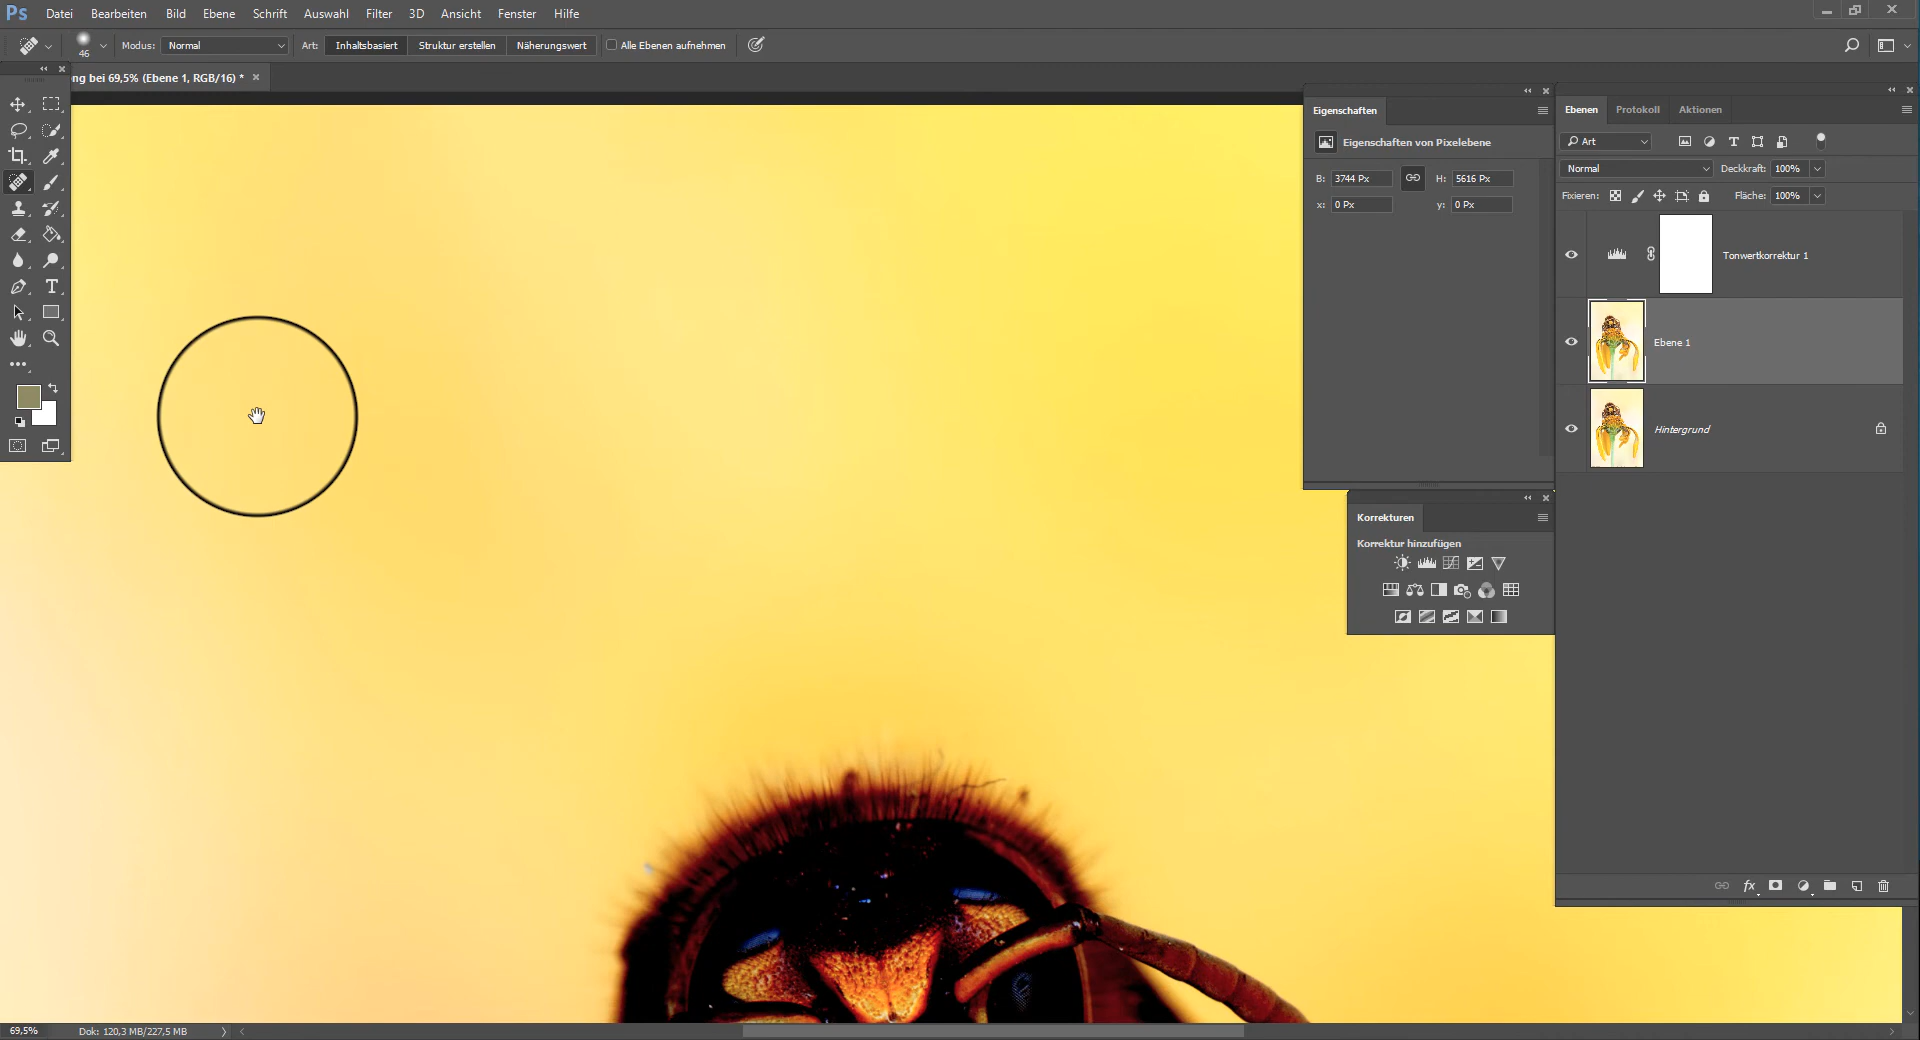 Ps Datei Bearbeiten Bild Ebene Schrift Auswahl Filter 3D Ansicht Fenster Hilfe
46 Modus: Normal Art: Inhaltsbasiert Struktur erstellen Näherungswert Alle Ebenen aufnehmen
ng bei 69,5% (Ebene 1, RGB/16) *
Eigenschaften
Eigenschaften von Pixelebene
B: 3744 Px H: 5616 Px
x: 0 Px y: 0 Px
Korrekturen
Korrektur hinzufügen
Ebenen Protokoll Aktionen
Art
Normal Deckkraft: 100%
Fixieren: Fläche: 100%
Tonwertkorrektur 1
Ebene 1
Hintergrund
fx
69,5% Dok: 120,3 MB/227,5 MB